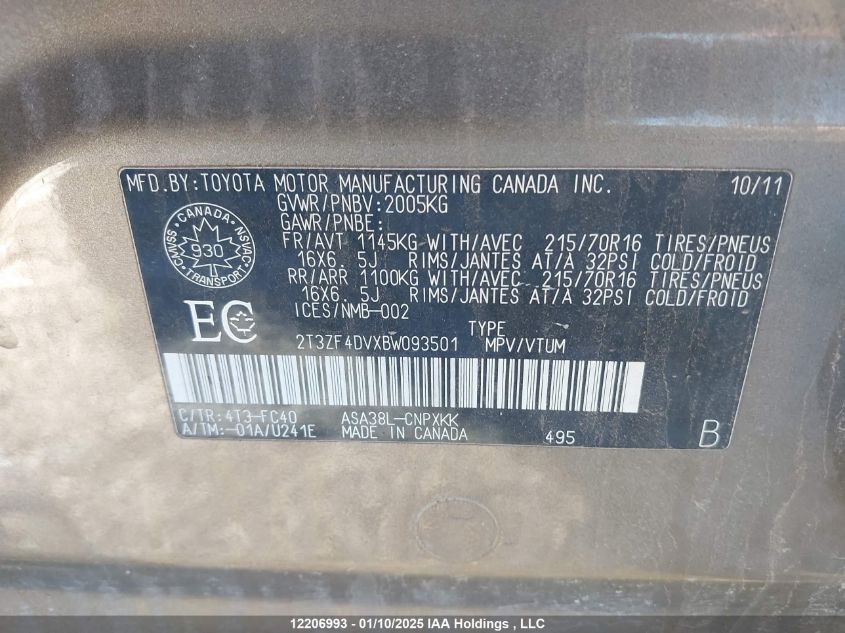 MFD.BY:TOYOTA MOTOR MANUFACTURING CANADA INC. 10/11
GVWR/PNBV:2005KG
GAWR/PNBE:
FR/AVT 1145KG WITH/AVEC 215/70R16 TIRES/PNEUS
16X6.5J RIMS/JANTES AT/A 32PSI COLD/FROID
RR/ARR 1100KG WITH/AVEC 215/70R16 TIRES/PNEUS
16X6.5J RIMS/JANTES AT/A 32PSI COLD/FROID
ICES/NMB-002
CANADA
CMVSS 930 NSVAC
TRANSPORT
EC
TYPE
2T3ZF4DVXBW093501 MPV/VTUM
C/TR:4T3-FC40 ASA38L-CNPXKK
A/TM:-01A/U241E MADE IN CANADA 495 B
12206993 - 01/10/2025 IAA Holdings , LLC